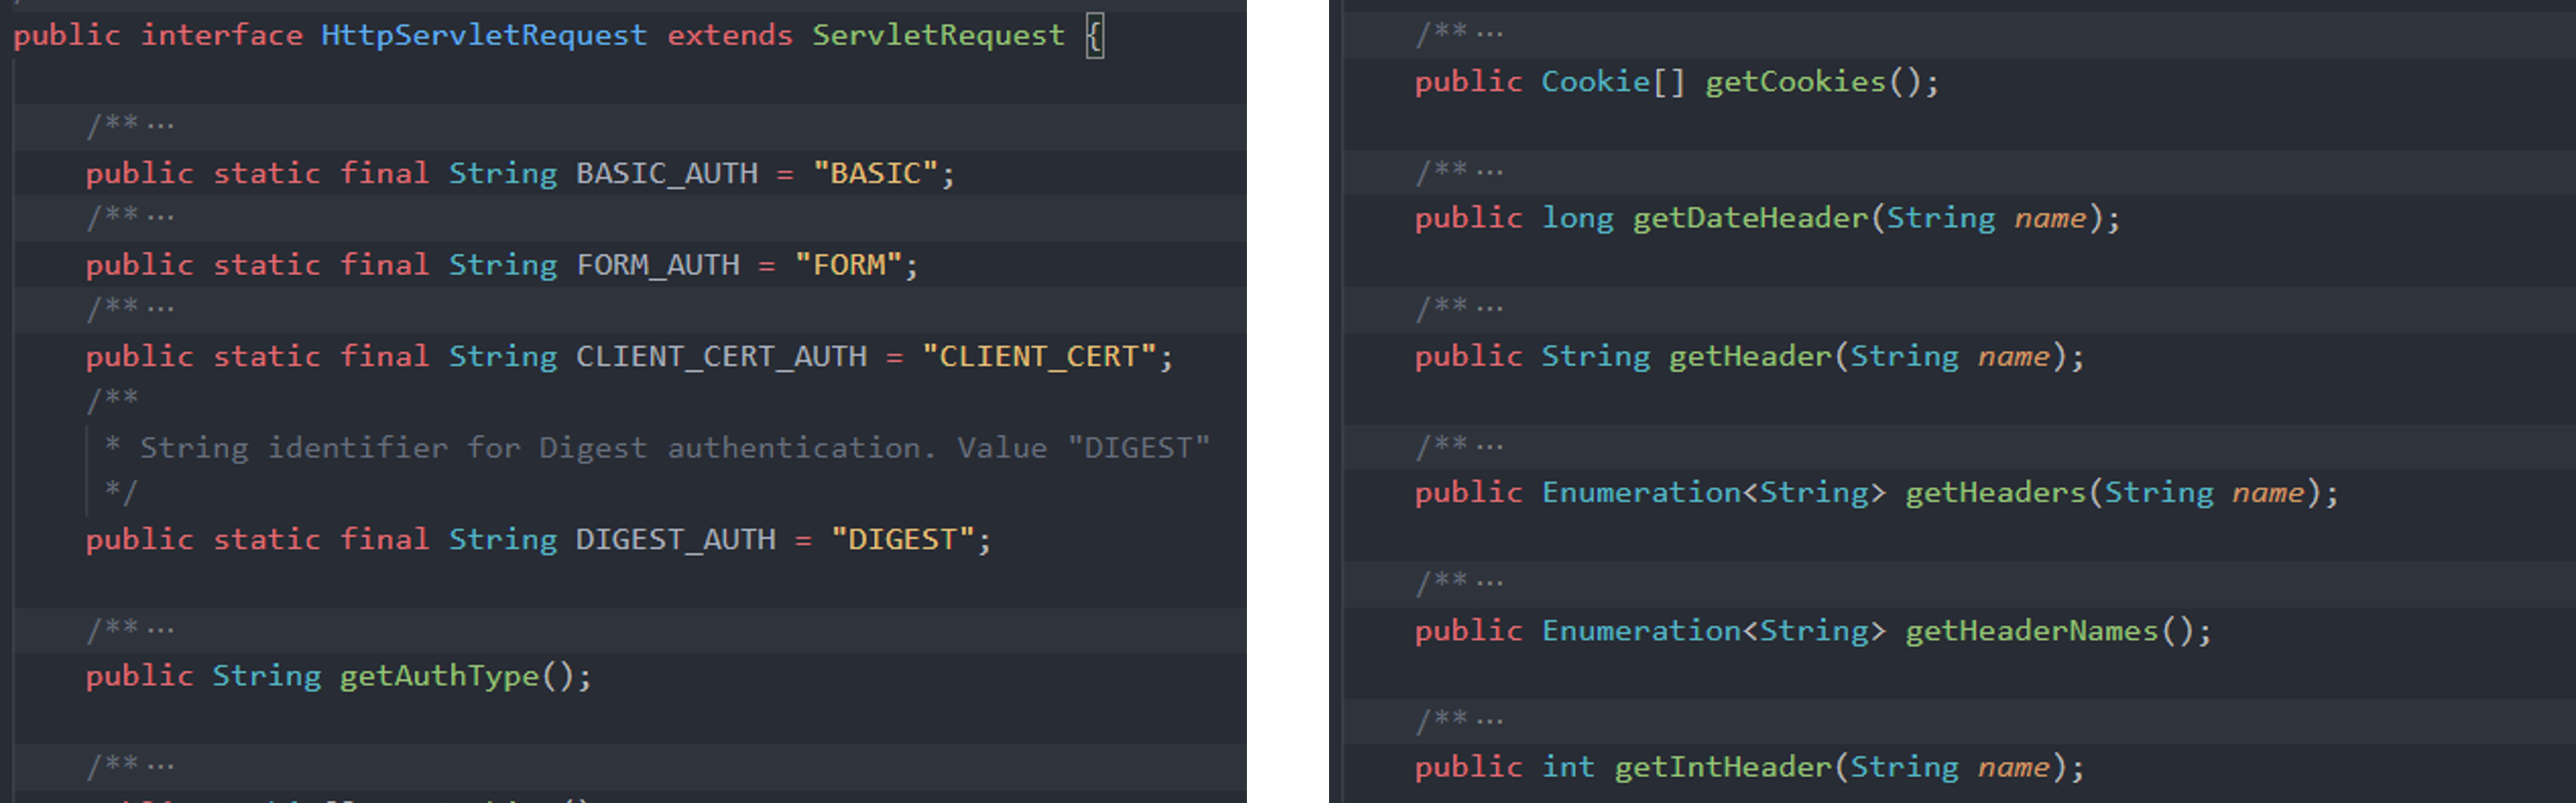 public interface HttpServletRequest extends ServletRequest {
/** ...
public static final String BASIC_AUTH = "BASIC";
/** ...
public static final String FORM_AUTH = "FORM";
/** ...
public static final String CLIENT_CERT_AUTH = "CLIENT_CERT";
/**
* String identifier for Digest authentication. Value "DIGEST"
*/
public static final String DIGEST_AUTH = "DIGEST";
/** ...
public String getAuthType();
/** ...
/** ...
public Cookie[] getCookies();
/** ...
public long getDateHeader(String name);
/** ...
public String getHeader(String name);
/** ...
public Enumeration<String> getHeaders(String name);
/** ...
public Enumeration<String> getHeaderNames();
/** ...
public int getIntHeader(String name);